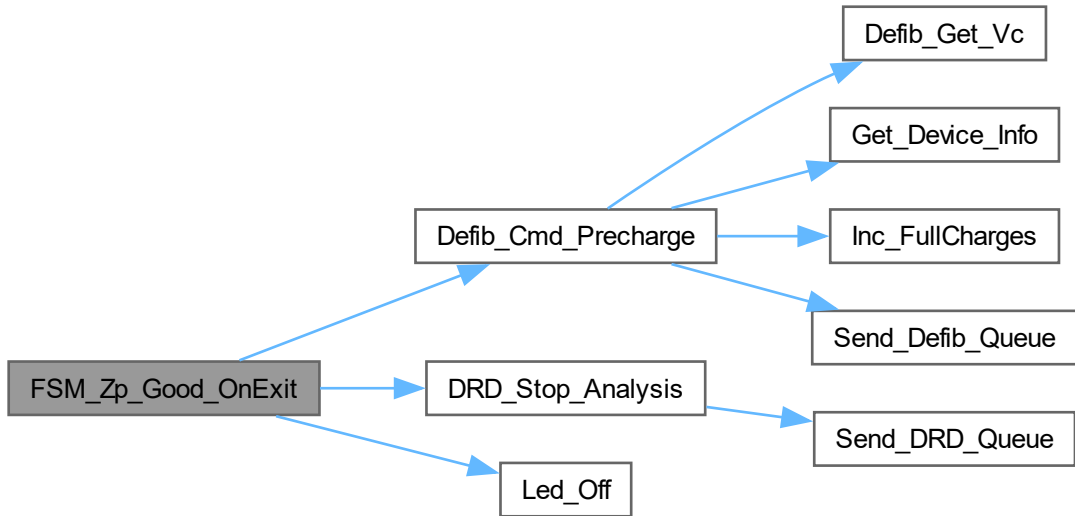 Defib_Get_Vc
Get_Device_Info
Defib_Cmd_Precharge
Inc_FullCharges
Send_Defib_Queue
FSM_Zp_Good_OnExit
DRD_Stop_Analysis
Send_DRD_Queue
Led_Off